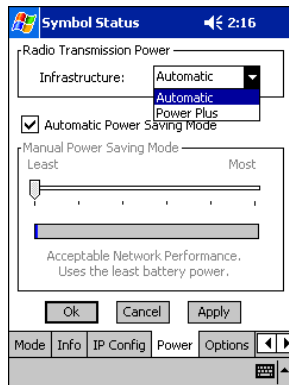 Symbol Status 2:16
Radio Transmission Power
Infrastructure: Automatic
Automatic
Power Plus
Automatic Power Saving Mode
Manual Power Saving Mode
Least Most
Acceptable Network Performance.
Uses the least battery power.
Ok Cancel Apply
Mode Info IP Config Power Options